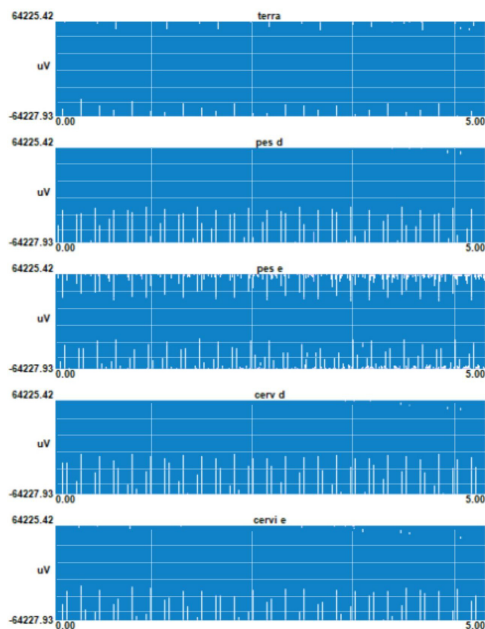 64225.42
terra
uV
-64227.93
0.00 5.00
64225.42
pes d
uV
-64227.93
0.00 5.00
64225.42
pes e
uV
-64227.93
0.00 5.00
64225.42
cerv d
uV
-64227.93
0.00 5.00
64225.42
cervi e
uV
-64227.93
0.00 5.00